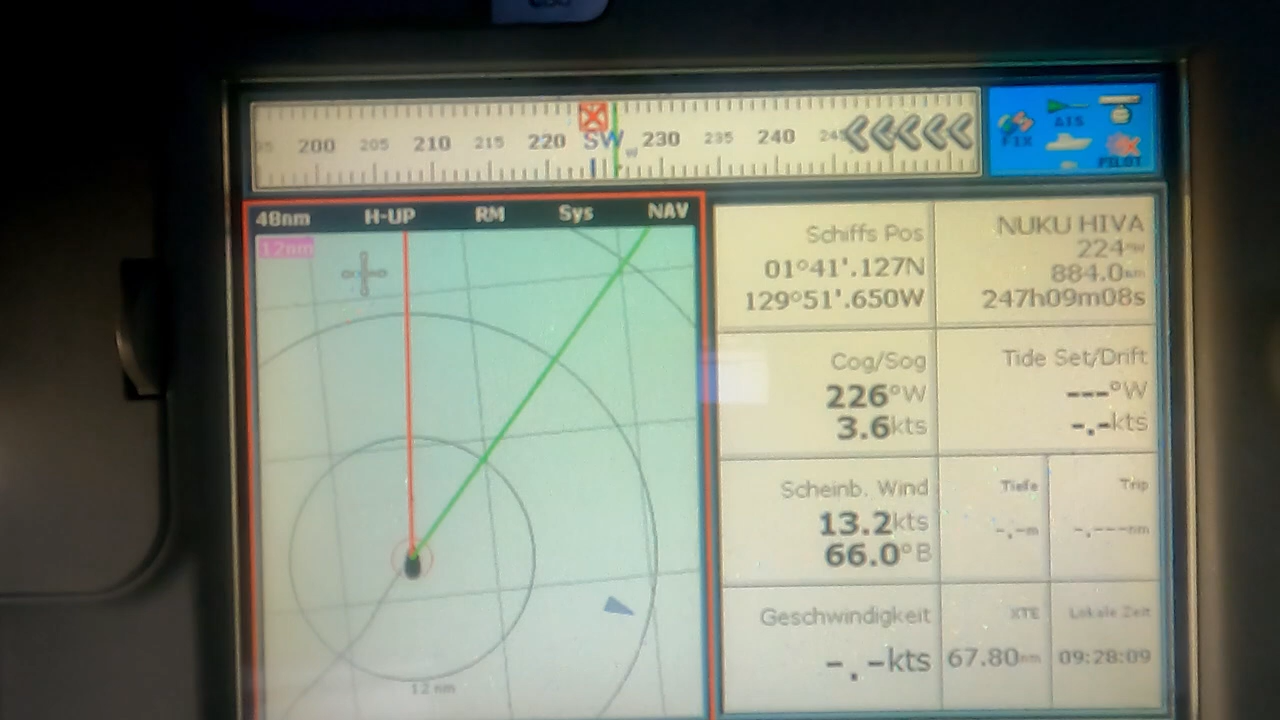 200 205 210 215 220 SW W 230 235 240
FIX AIS PILOT
48nm H-UP RM Sys NAV
12nm
12 nm
Schiffs Pos
01°41'.127N
129°51'.650W
NUKU HIVA
224°W
884.0nm
247h09m08s
Cog/Sog
226°W
3.6kts
Tide Set/Drift
---°W
-.-kts
Scheinb. Wind
13.2kts
66.0°B
Tiefe
-.-m
Trip
-.---nm
Geschwindigkeit
-.-kts
XTE
67.80nm
Lokale Zeit
09:28:09